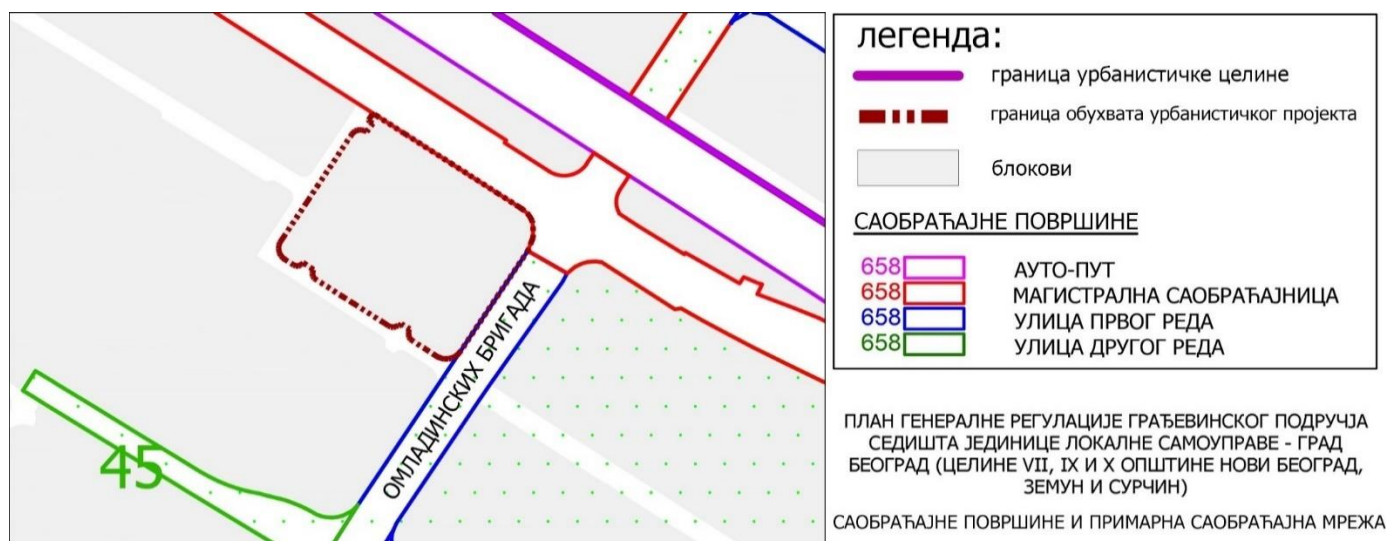 45
ОМЛАДИНСКИХ БРИГАДА
легенда:
граница урбанистичке целине
граница обухвата урбанистичког пројекта
блокови
САОБРАЋАЈНЕ ПОВРШИНЕ
658 АУТО-ПУТ
658 МАГИСТРАЛНА САОБРАЋАЈНИЦА
658 УЛИЦА ПРВОГ РЕДА
658 УЛИЦА ДРУГОГ РЕДА
ПЛАН ГЕНЕРАЛНЕ РЕГУЛАЦИЈЕ ГРАЂЕВИНСКОГ ПОДРУЧЈА
СЕДИШТА ЈЕДИНИЦЕ ЛОКАЛНЕ САМОУПРАВЕ - ГРАД
БЕОГРАД (ЦЕЛИНЕ VII, IX И X ОПШТИНЕ НОВИ БЕОГРАД,
ЗЕМУН И СУРЧИН)
САОБРАЋАЈНЕ ПОВРШИНЕ И ПРИМАРНА САОБРАЋАЈНА МРЕЖА